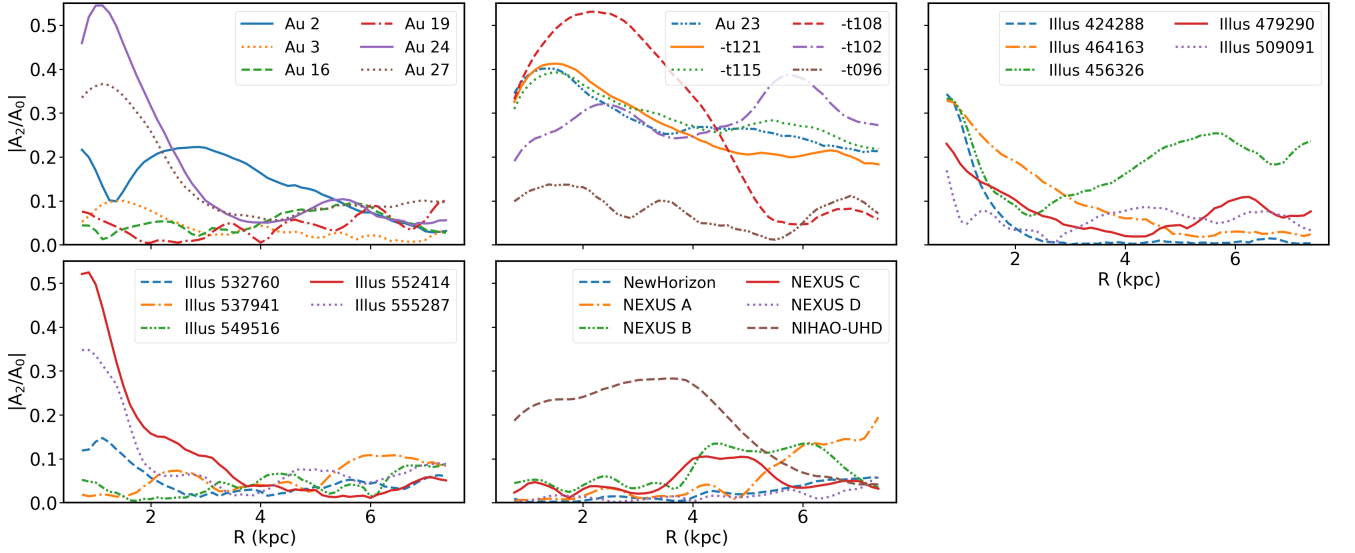 |A₂/A₀|
0.5
0.4
0.3
0.2
0.1
0.0
Au 2
Au 3
Au 16
Au 19
Au 24
Au 27
Au 23
-t121
-t115
-t108
-t102
-t096
Illus 424288
Illus 464163
Illus 456326
Illus 479290
Illus 509091
2 4 6
R (kpc)
|A₂/A₀|
0.5
0.4
0.3
0.2
0.1
0.0
Illus 532760
Illus 537941
Illus 549516
Illus 552414
Illus 555287
2 4 6
R (kpc)
NewHorizon
NEXUS A
NEXUS B
NEXUS C
NEXUS D
NIHAO-UHD
2 4 6
R (kpc)